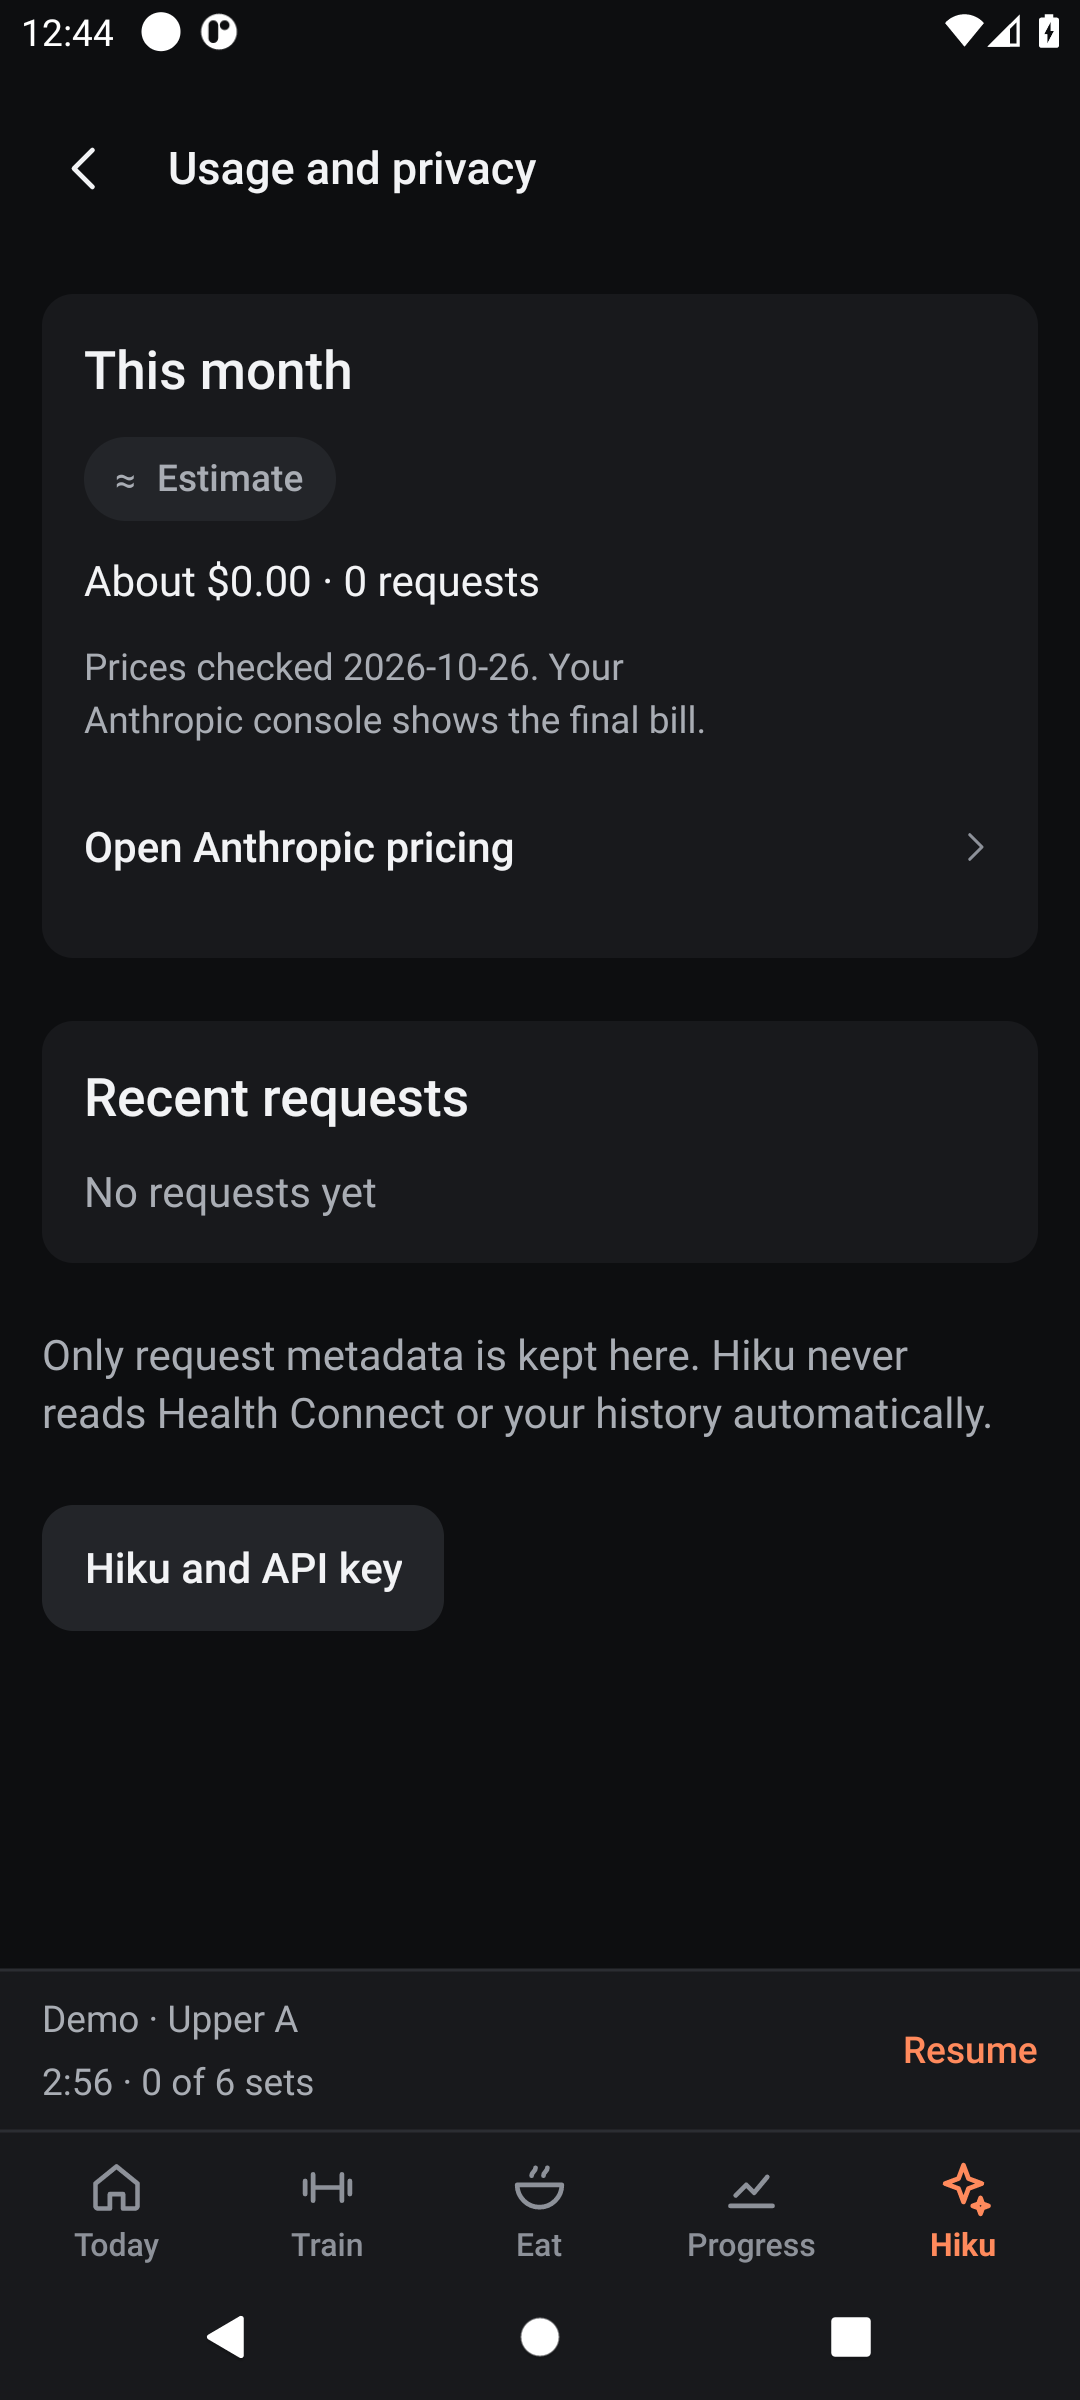 12:44
Usage and privacy
This month
≈ Estimate
About $0.00 · 0 requests
Prices checked 2026-10-26. Your
Anthropic console shows the final bill.
Open Anthropic pricing
Recent requests
No requests yet
Only request metadata is kept here. Hiku never
reads Health Connect or your history automatically.
Hiku and API key
Demo · Upper A
2:56 · 0 of 6 sets
Resume
Today
Train
Eat
Progress
Hiku